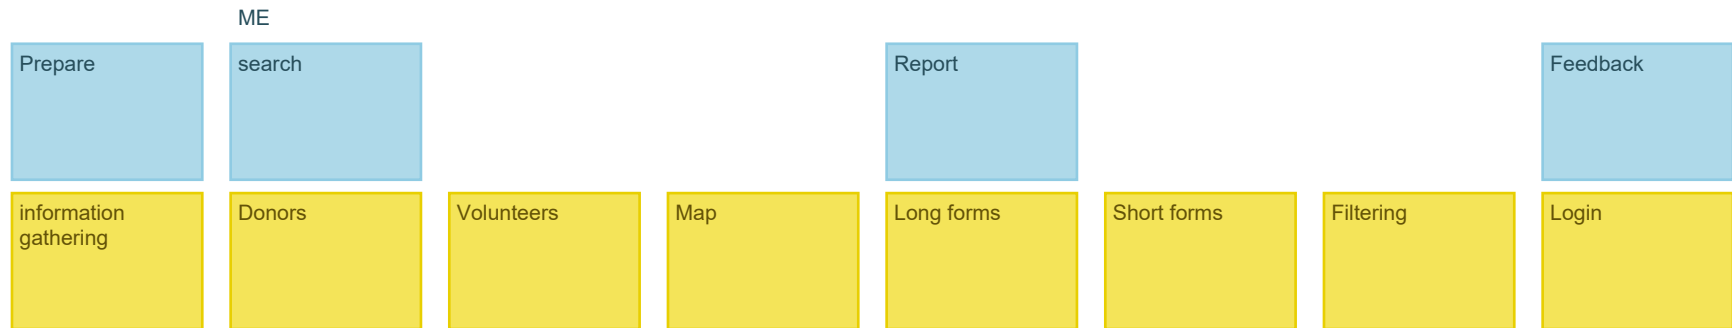 ME
Prepare
search
Report
Feedback
information
gathering
Donors
Volunteers
Map
Long forms
Short forms
Filtering
Login